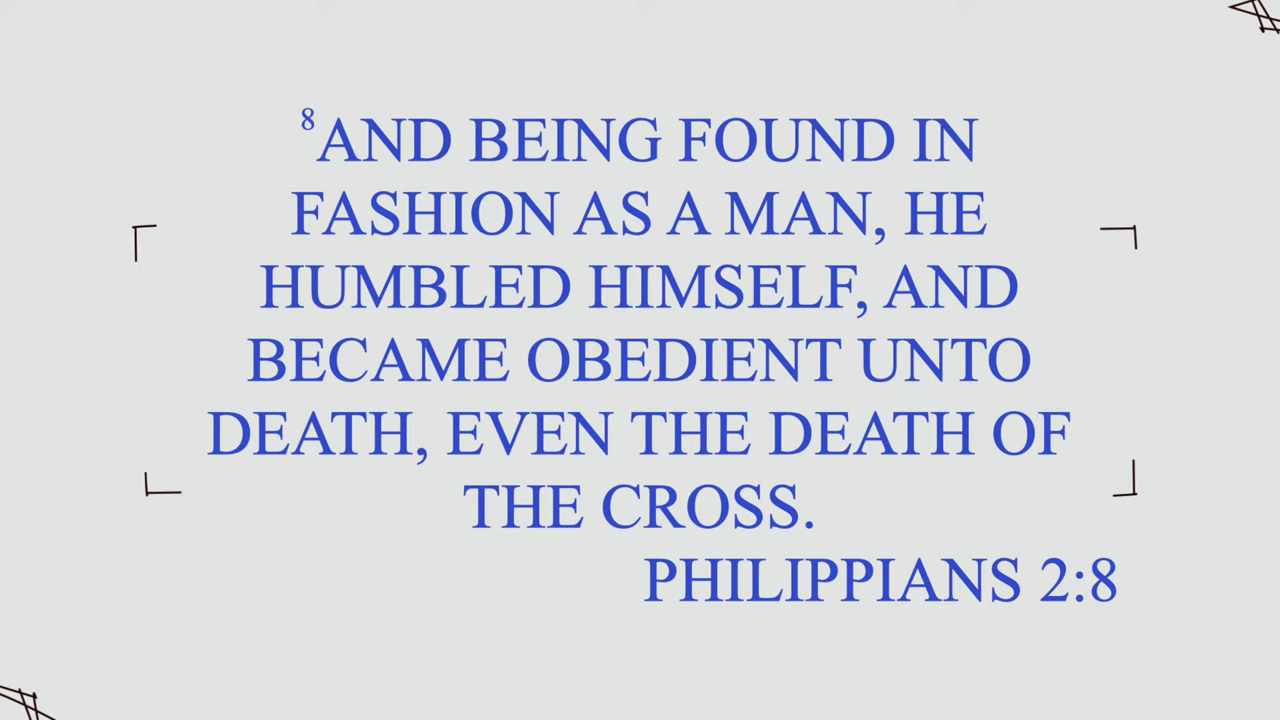 ⁸AND BEING FOUND IN
FASHION AS A MAN, HE
HUMBLED HIMSELF, AND
BECAME OBEDIENT UNTO
DEATH, EVEN THE DEATH OF
THE CROSS.
PHILIPPIANS 2:8